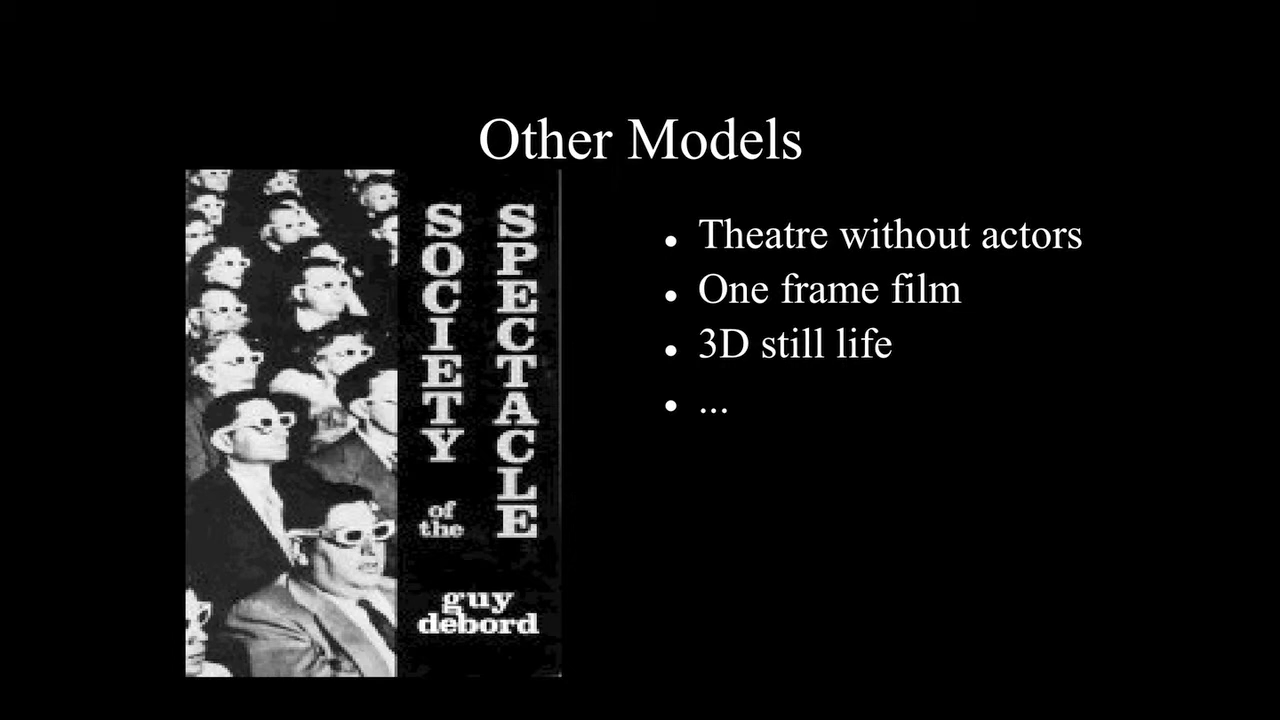 Other Models
SOCIETY
of
the
SPECTACLE
guy
debord
• Theatre without actors
• One frame film
• 3D still life
• ...